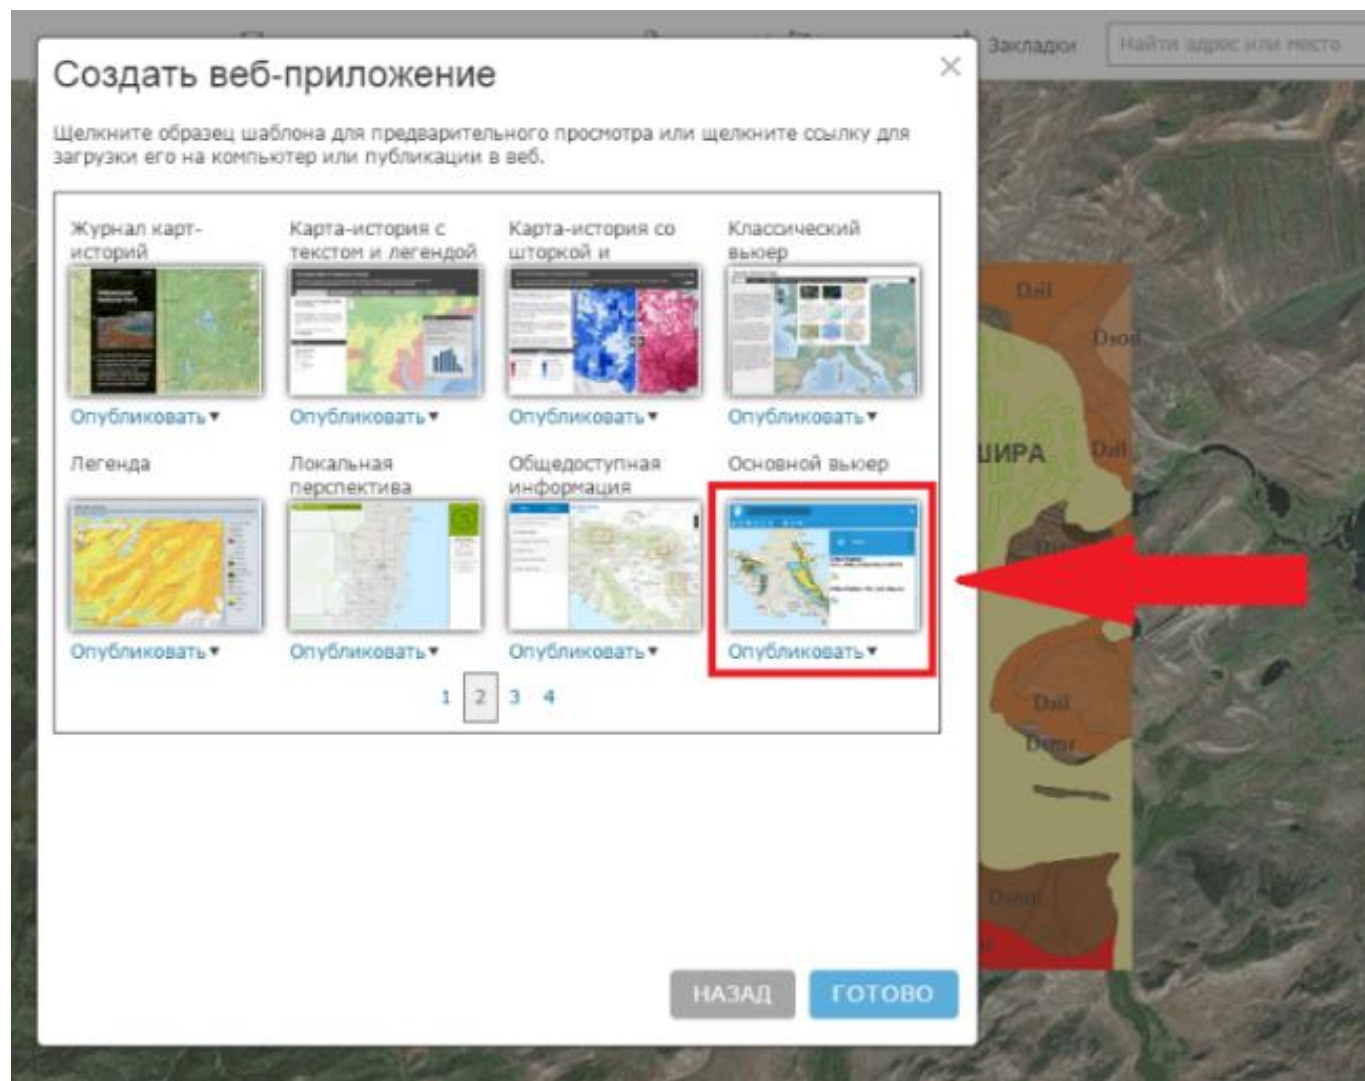 Закладки
Найти адрес или место
Создать веб-приложение
Щелкните образец шаблона для предварительного просмотра или щелкните ссылку для
загрузки его на компьютер или публикации в веб.
Журнал карт-
историй
Карта-история с
текстом и легендой
Карта-история со
шторкой и
Классический
вьюер
Опубликовать
Опубликовать
Опубликовать
Опубликовать
Легенда
Локальная
перспектива
Общедоступная
информация
Основной вьюер
Опубликовать
Опубликовать
Опубликовать
Опубликовать
1 2 3 4
НАЗАД
ГОТОВО
ШИРА